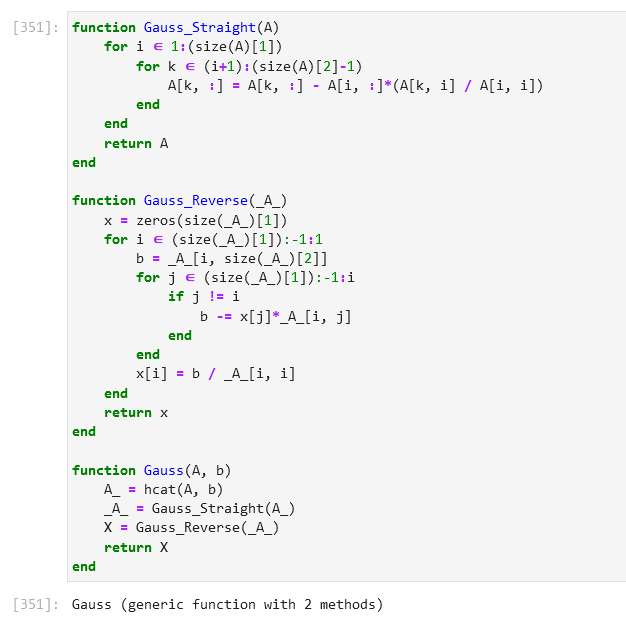 [351]: function Gauss_Straight(A)
    for i ∈ 1:(size(A)[1])
        for k ∈ (i+1):(size(A)[2]-1)
            A[k, :] = A[k, :] - A[i, :]*(A[k, i] / A[i, i])
        end
    end
    return A
end

function Gauss_Reverse(_A_)
    x = zeros(size(_A_)[1])
    for i ∈ (size(_A_)[1]):-1:1
        b = _A_[i, size(_A_)[2]]
        for j ∈ (size(_A_)[1]):-1:i
            if j != i
                b -= x[j]*_A_[i, j]
            end
        end
        x[i] = b / _A_[i, i]
    end
    return x
end

function Gauss(A, b)
    A_ = hcat(A, b)
    _A_ = Gauss_Straight(A_)
    X = Gauss_Reverse(_A_)
    return X
end
[351]: Gauss (generic function with 2 methods)